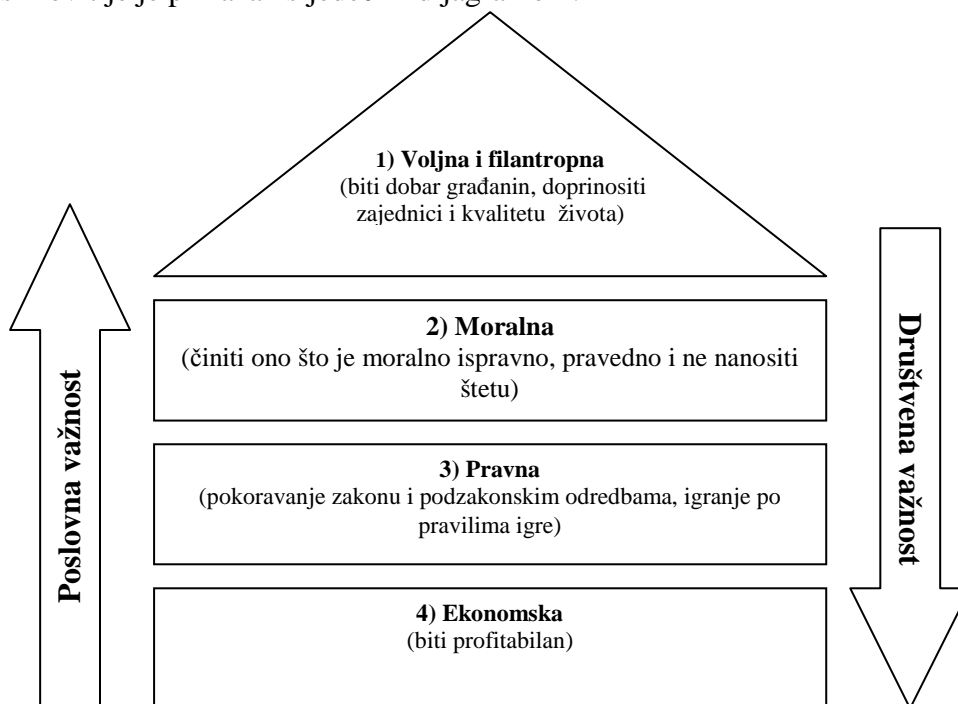 1) Voljna i filantropna
(biti dobar građanin, doprinositi
zajednici i kvalitetu života)
2) Moralna
(činiti ono što je moralno ispravno, pravedno i ne nanositi
štetu)
3) Pravna
(pokoravanje zakonu i podzakonskim odredbama, igranje po
pravilima igre)
4) Ekonomska
(biti profitabilan)
Poslovna važnost
Društvena važnost